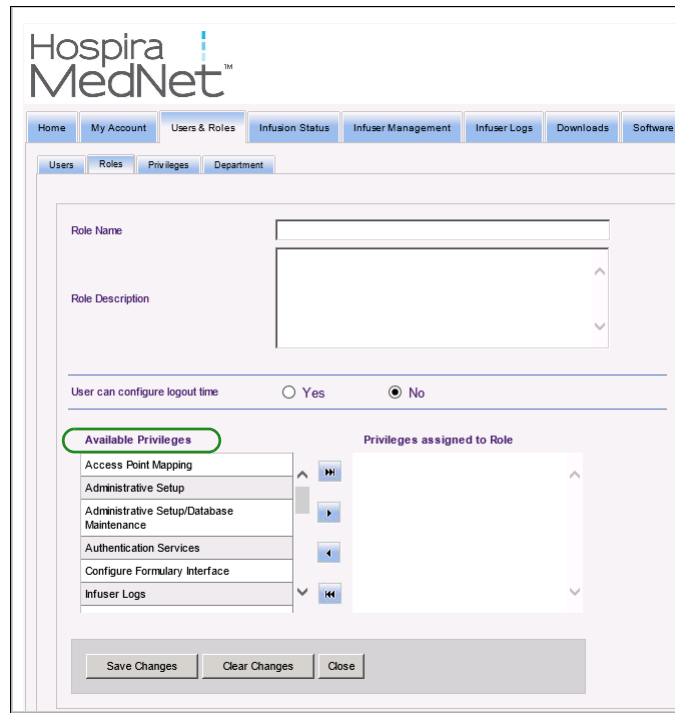 Hospira
MedNet™
Home My Account Users & Roles Infusion Status Infuser Management Infuser Logs Downloads Software
Users Roles Privileges Department
Role Name
Role Description
User can configure logout time Yes No
Available Privileges Privileges assigned to Role
Access Point Mapping
Administrative Setup
Administrative Setup/Database
Maintenance
Authentication Services
Configure Formulary Interface
Infuser Logs
Save Changes Clear Changes Close